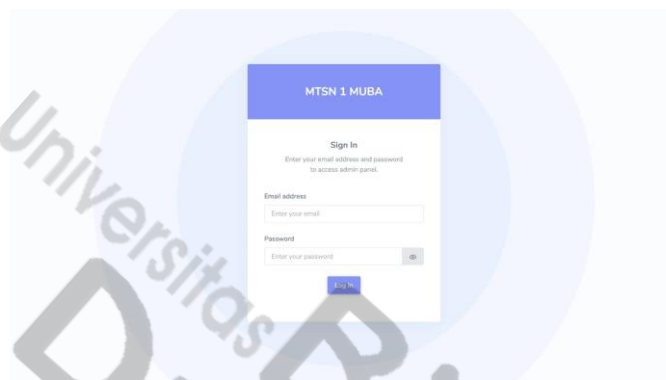 MTSN 1 MUBA
Sign In
Enter your email address and password
to access admin panel.
Email address
Enter your email
Password
Enter your password
Log In
Universitas